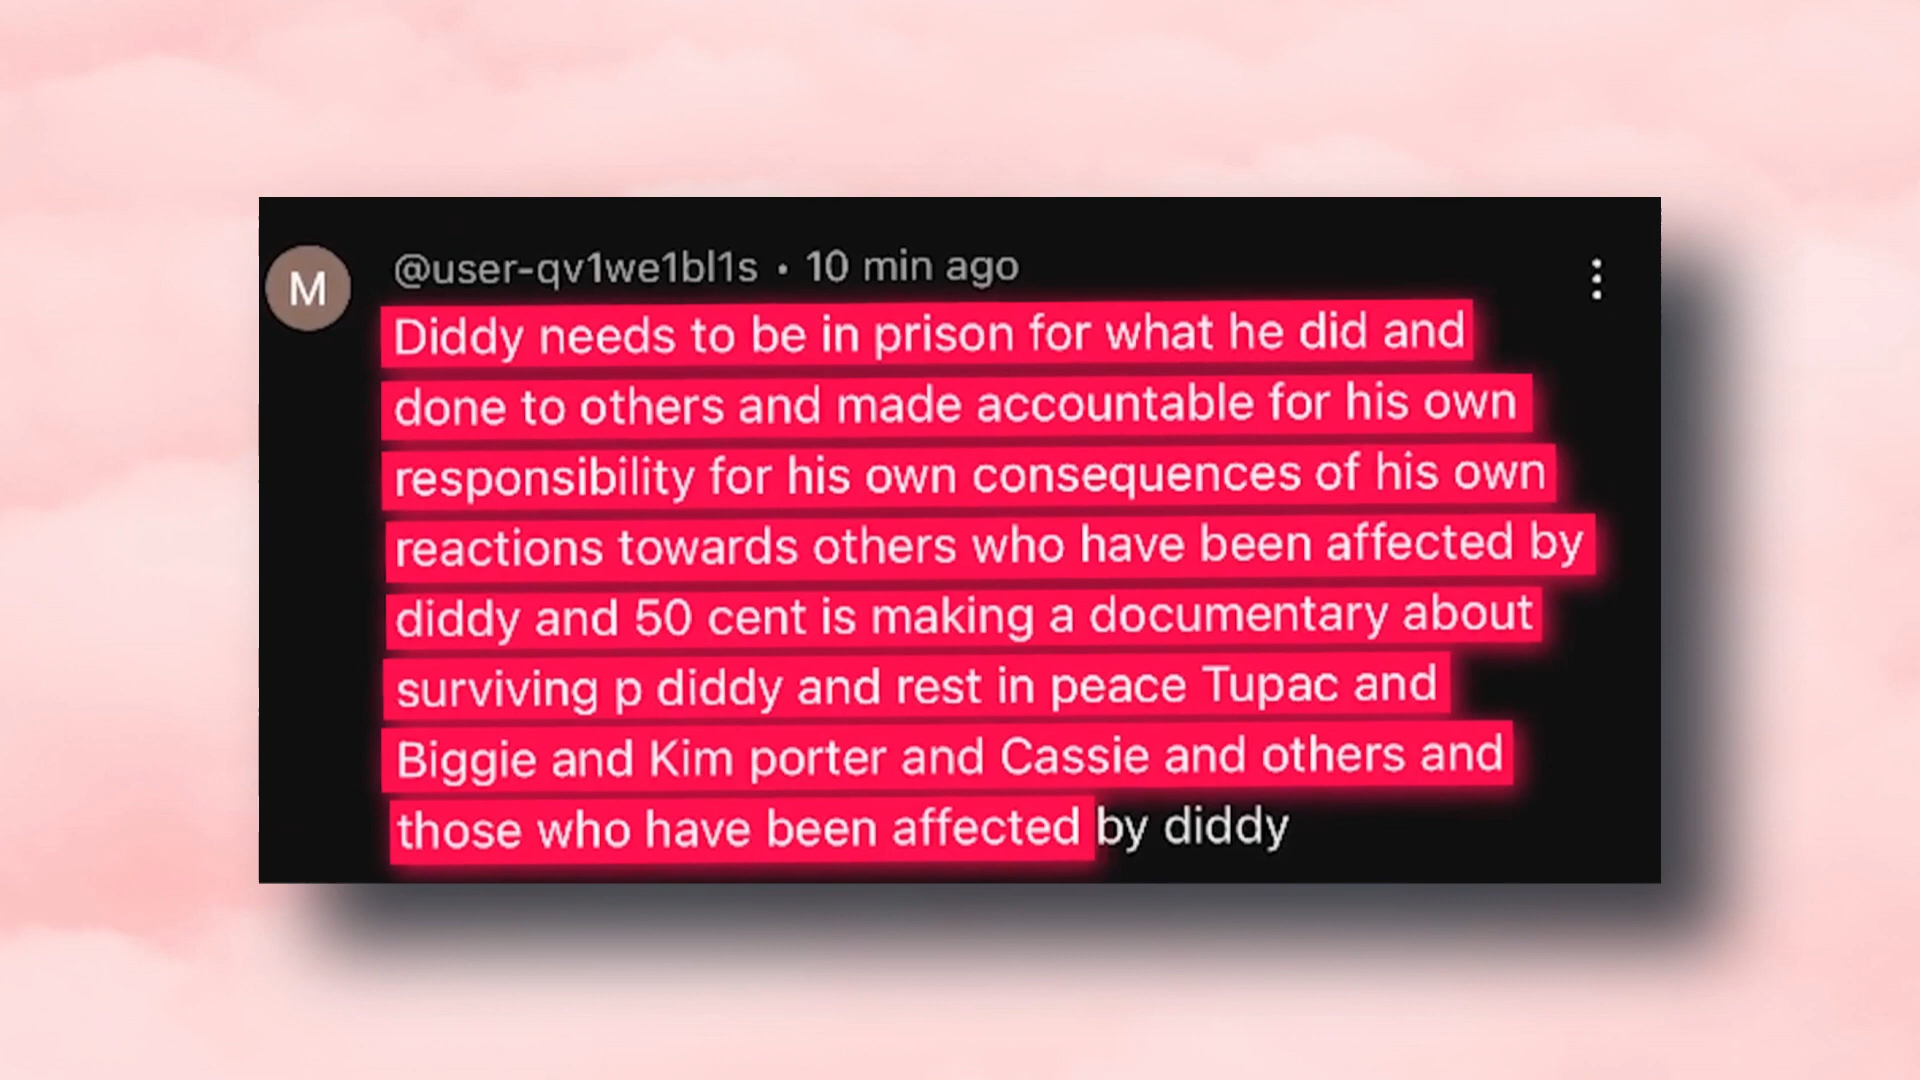 M
@user-qv1we1bl1s • 10 min ago
Diddy needs to be in prison for what he did and
done to others and made accountable for his own
responsibility for his own consequences of his own
reactions towards others who have been affected by
diddy and 50 cent is making a documentary about
surviving p diddy and rest in peace Tupac and
Biggie and Kim porter and Cassie and others and
those who have been affected by diddy